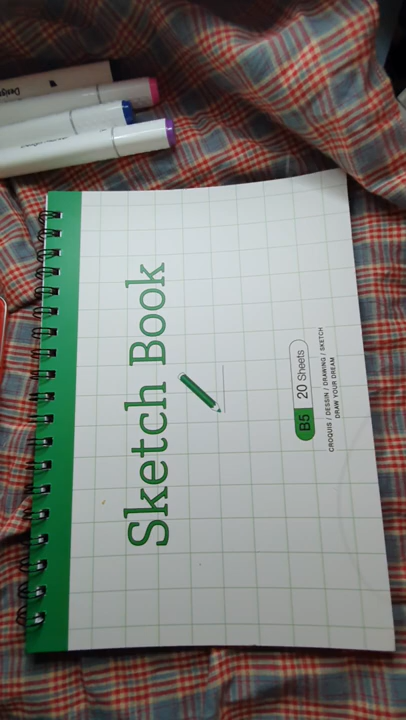 Sketch Book
B5 20 Sheets
CROQUIS / DESSIN / DRAWING / SKETCH
DRAW YOUR DREAM